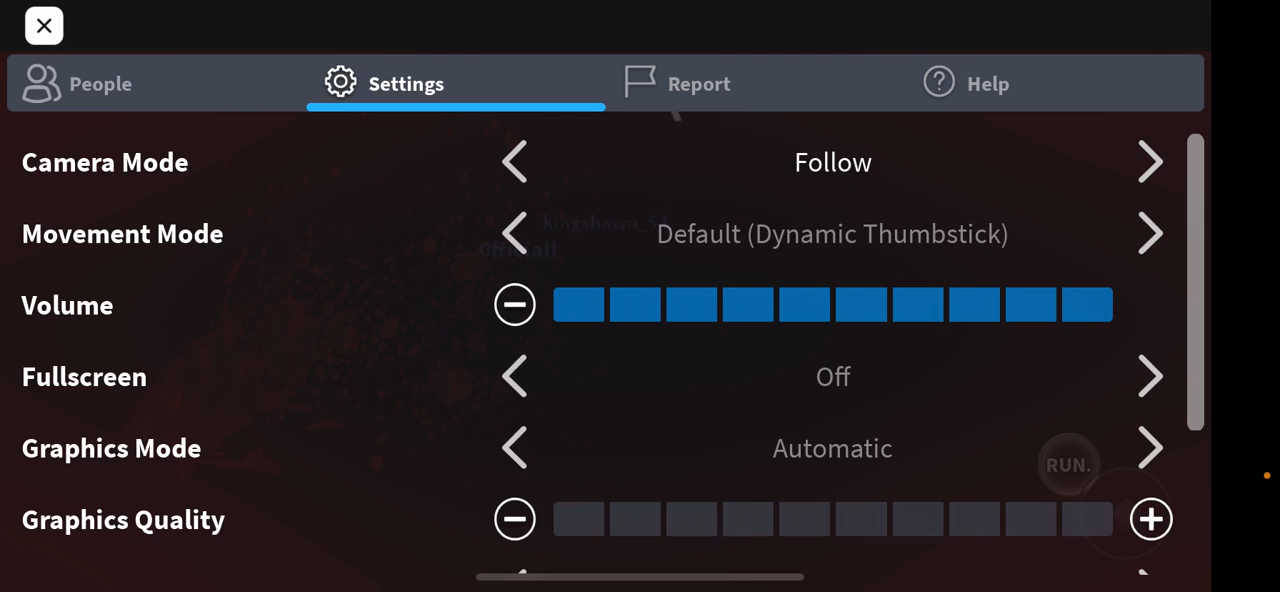 People Settings Report Help
Camera Mode Follow
kingshawn_54
Movement Mode Default (Dynamic Thumbstick)
Volume
Fullscreen Off
Graphics Mode Automatic
RUN.
Graphics Quality